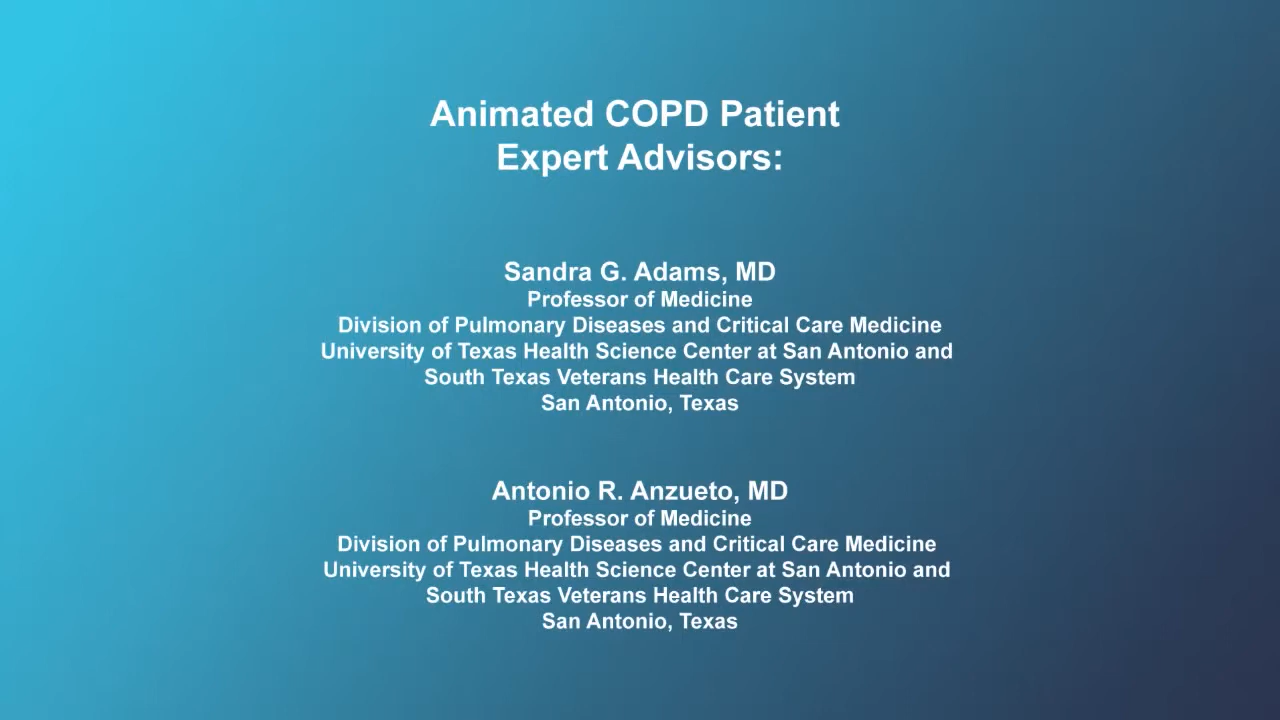 Animated COPD Patient
Expert Advisors:
Sandra G. Adams, MD
Professor of Medicine
Division of Pulmonary Diseases and Critical Care Medicine
University of Texas Health Science Center at San Antonio and
South Texas Veterans Health Care System
San Antonio, Texas
Antonio R. Anzueto, MD
Professor of Medicine
Division of Pulmonary Diseases and Critical Care Medicine
University of Texas Health Science Center at San Antonio and
South Texas Veterans Health Care System
San Antonio, Texas